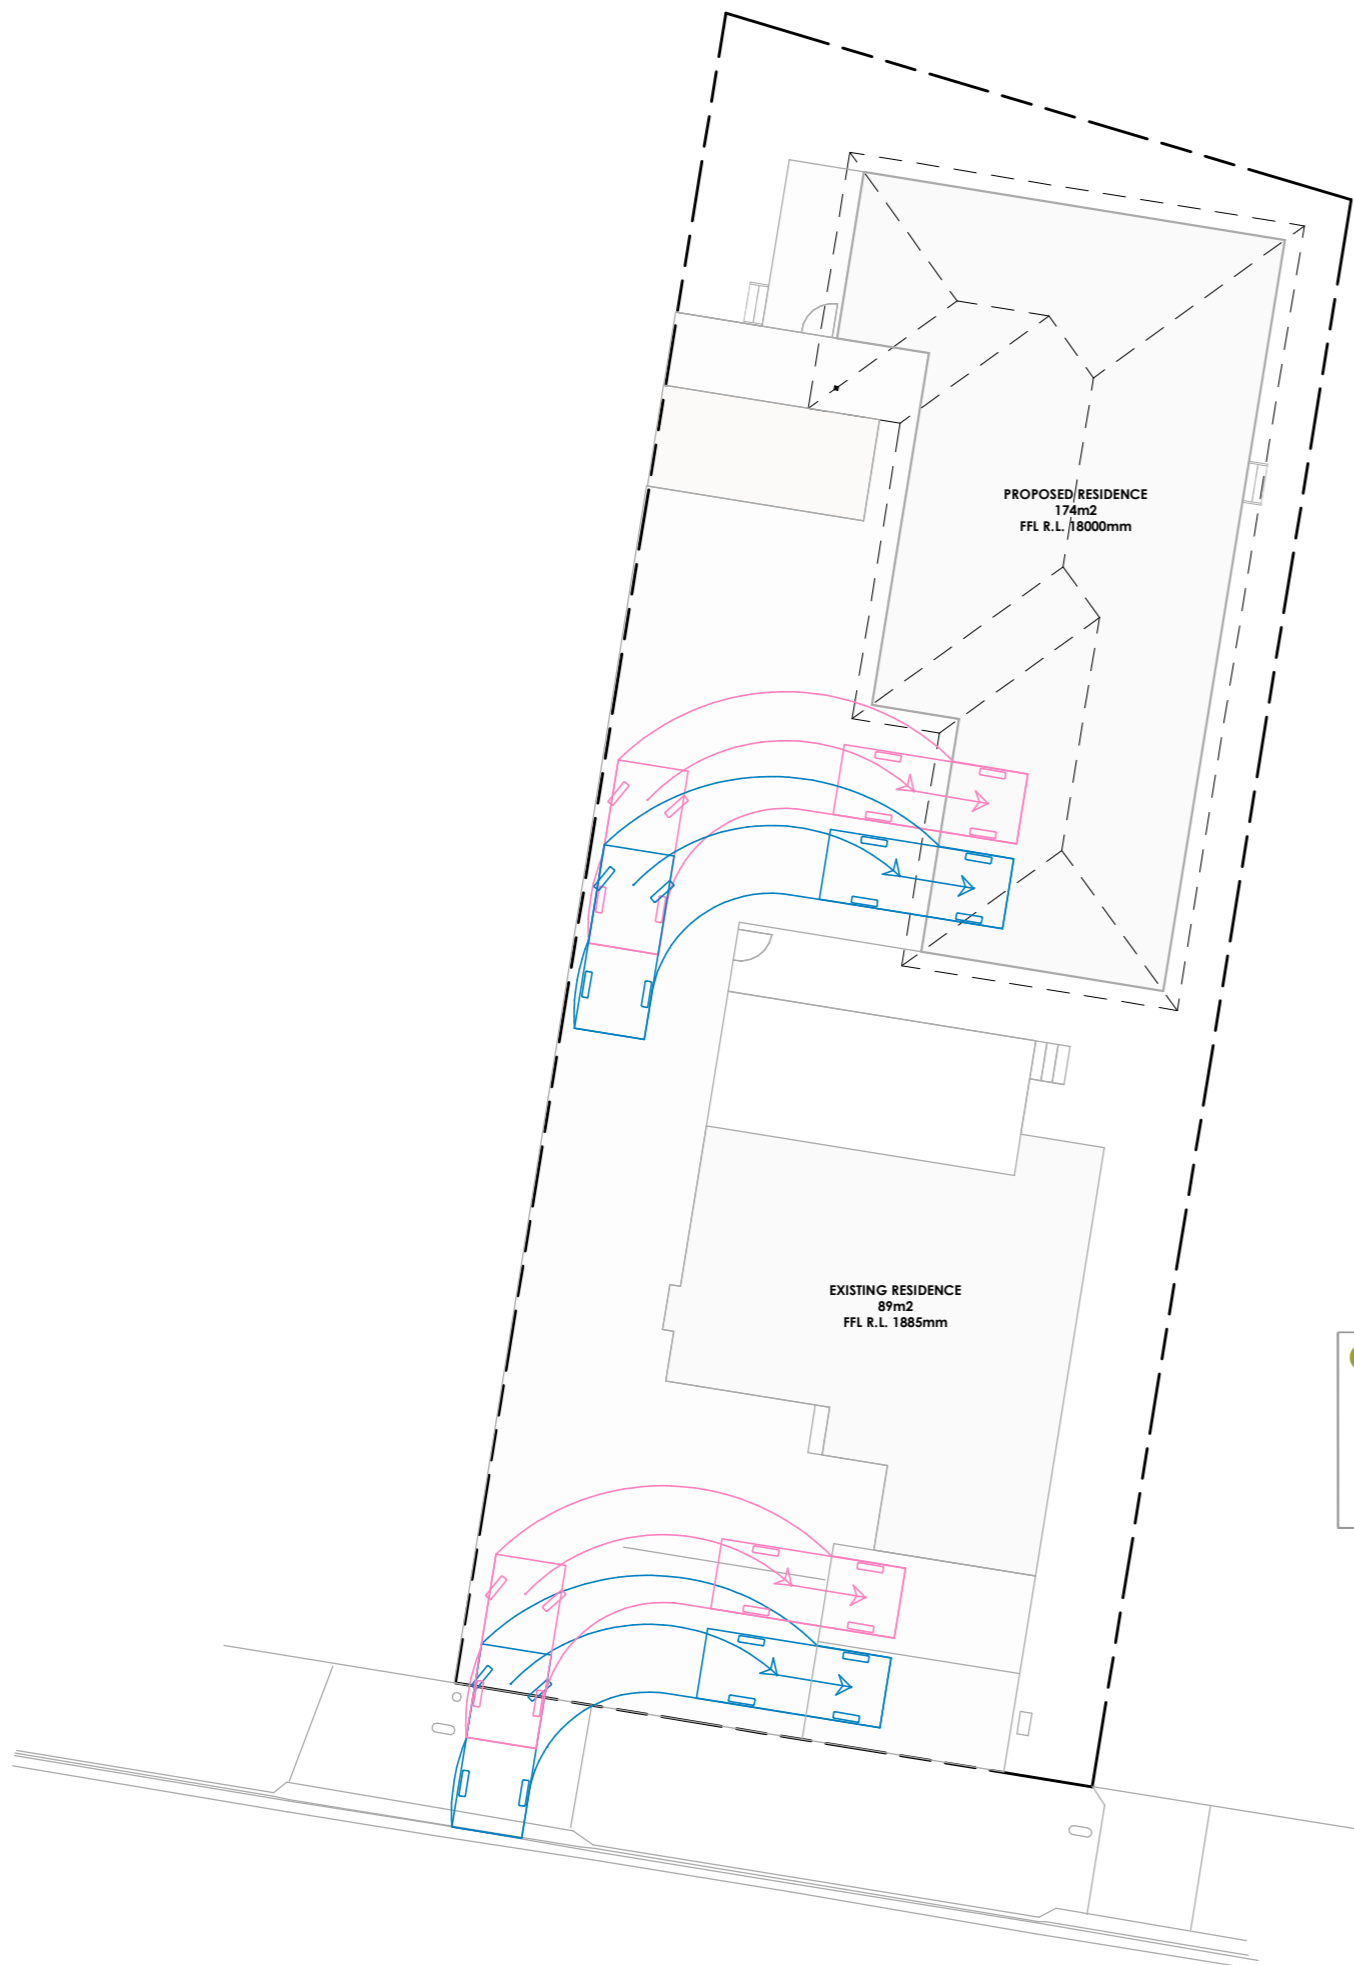 PROPOSED RESIDENCE
174m2
FFL R.L. 18000mm
EXISTING RESIDENCE
89m2
FFL R.L. 1885mm